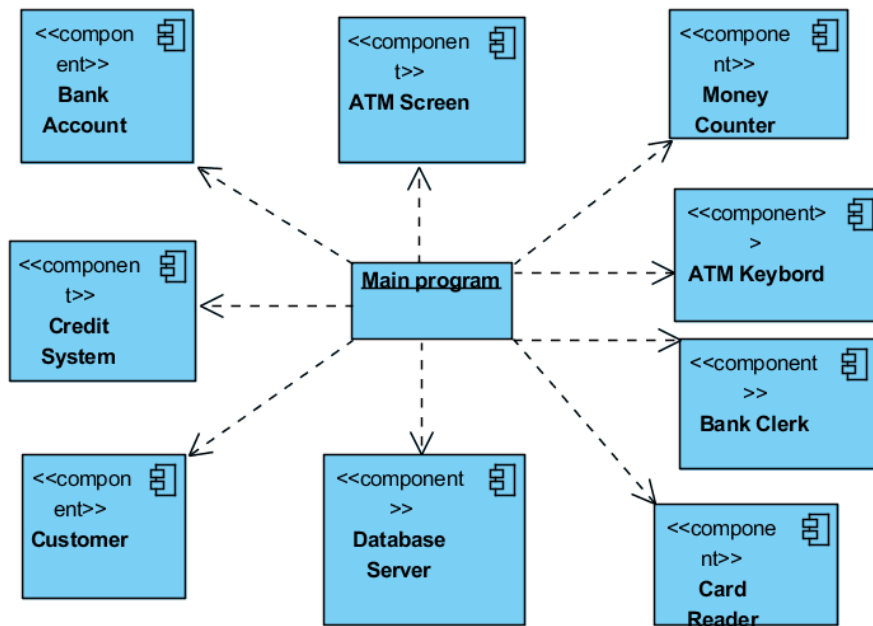 <<compon
ent>>
Bank
Account
<<componen
t>>
ATM Screen
<<compone
nt>>
Money
Counter
<<component>
>
ATM Keybord
Main program
<<componen
t>>
Credit
System
<<component
>>
Bank Clerk
<<compon
ent>>
Customer
<<component
>>
Database
Server
<<compone
nt>>
Card
Reader